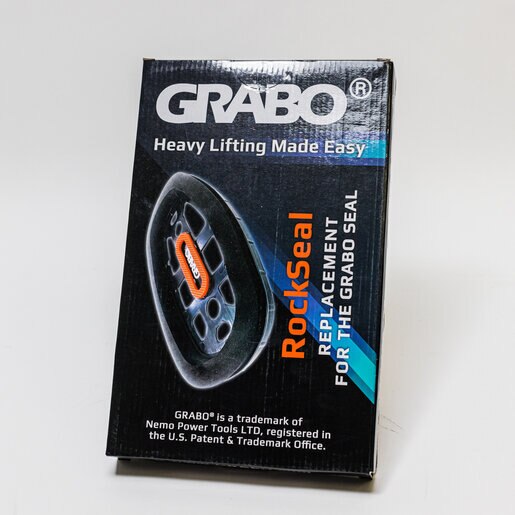 GRABO®
Heavy Lifting Made Easy
GRABO
RockSeal
REPLACEMENT
FOR THE GRABO SEAL
GRABO® is a trademark of
Nemo Power Tools LTD, registered in
the U.S. Patent & Trademark Office.